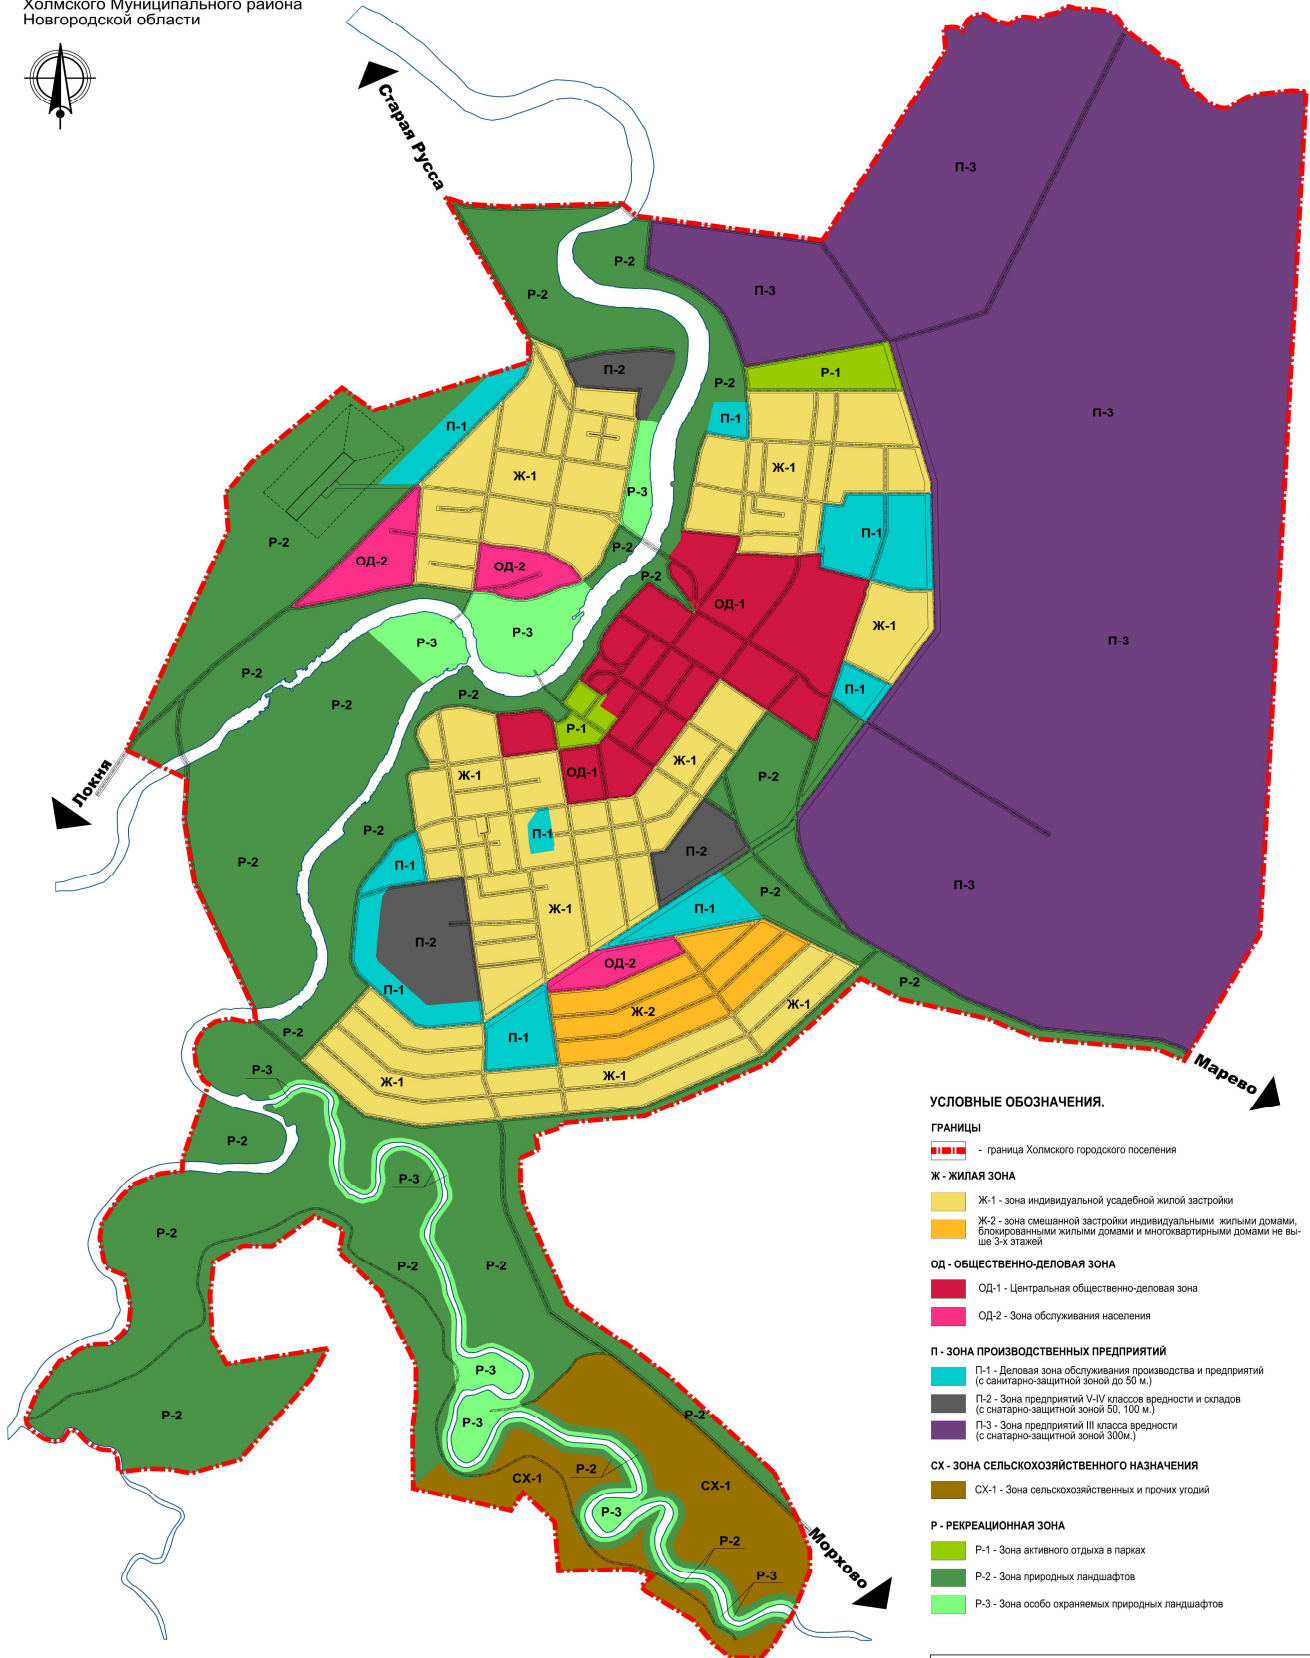 Холмского Муниципального района
Новгородской области
Старая Русса
П-3
Р-2
Р-2
П-3
П-2
Р-2
Р-1
П-1
П-1
П-3
Ж-1
Ж-1
Р-3
П-1
Р-2
Р-2
ОД-2
ОД-2
Р-2
ОД-1
Ж-1
Р-3
Р-3
П-3
Р-2
Р-2
Р-2
П-1
Р-1
Локня
Ж-1
ОД-1
Ж-1
Р-2
Р-2
П-1
П-2
Р-2
П-1
П-3
Р-2
Ж-1
П-1
П-2
ОД-2
Р-2
П-1
Ж-2
Ж-1
Р-2
П-1
Р-3
Ж-1
Ж-1
Марево
Р-2
Р-3
Р-2
Р-2
Р-2
Р-3
Р-2
Р-3
Р-2
Р-2
СХ-1
СХ-1
Р-3
Р-2
Р-3
Морхово
УСЛОВНЫЕ ОБОЗНАЧЕНИЯ.
ГРАНИЦЫ
- граница Холмского городского поселения
Ж - ЖИЛАЯ ЗОНА
Ж-1 - зона индивидуальной усадебной жилой застройки
Ж-2 - зона смешанной застройки индивидуальными жилыми домами,
блокированными жилыми домами и многоквартирными домами не вы-
ше 3-х этажей
ОД - ОБЩЕСТВЕННО-ДЕЛОВАЯ ЗОНА
ОД-1 - Центральная общественно-деловая зона
ОД-2 - Зона обслуживания населения
П - ЗОНА ПРОИЗВОДСТВЕННЫХ ПРЕДПРИЯТИЙ
П-1 - Деловая зона обслуживания производства и предприятий
(с санитарно-защитной зоной до 50 м.)
П-2 - Зона предприятий V-IV классов вредности и складов
(с снатарно-защитной зоной 50, 100 м.)
П-3 - Зона предприятий III класса вредности
(с снатарно-защитной зоной 300м.)
СХ - ЗОНА СЕЛЬСКОХОЗЯЙСТВЕННОГО НАЗНАЧЕНИЯ
СХ-1 - Зона сельскохозяйственных и прочих угодий
Р - РЕКРЕАЦИОННАЯ ЗОНА
Р-1 - Зона активного отдыха в парках
Р-2 - Зона природных ландшафтов
Р-3 - Зона особо охраняемых природных ландшафтов